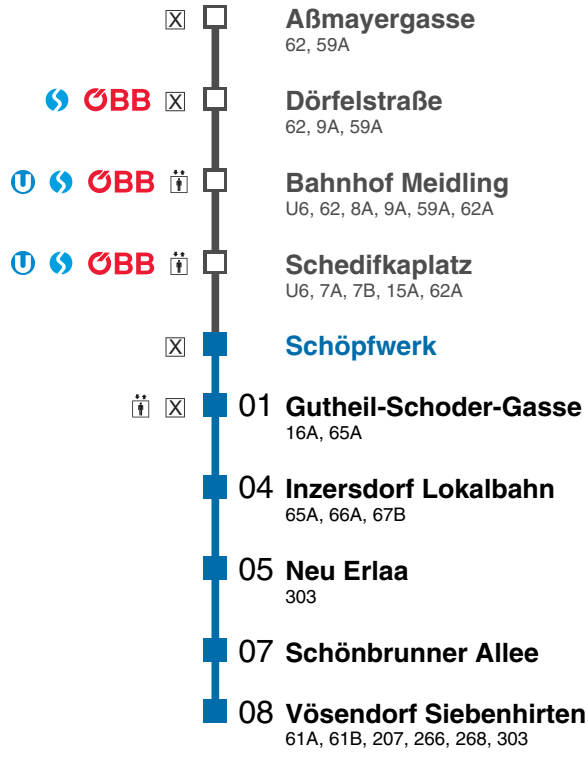 X Aßmayergasse
62, 59A
ÖBB X Dörfelstraße
62, 9A, 59A
U ÖBB Bahnhof Meidling
U6, 62, 8A, 9A, 59A, 62A
U ÖBB Schedifkaplatz
U6, 7A, 7B, 15A, 62A
X Schöpfwerk
X 01 Gutheil-Schoder-Gasse
16A, 65A
04 Inzersdorf Lokalbahn
65A, 66A, 67B
05 Neu Erlaa
303
07 Schönbrunner Allee
08 Vösendorf Siebenhirten
61A, 61B, 207, 266, 268, 303